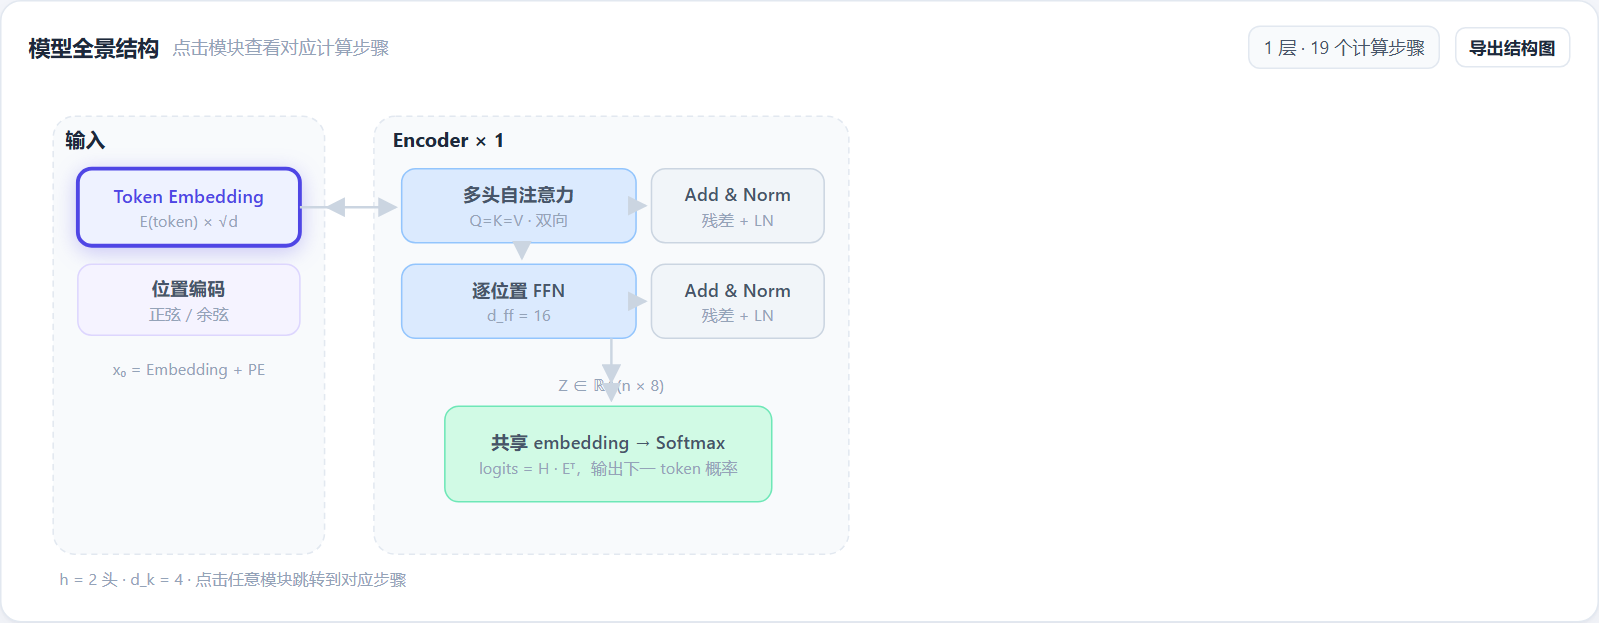 模型全景结构 点击模块查看对应计算步骤
1 层 · 19 个计算步骤
导出结构图
输入
Token Embedding
E(token) × √d
位置编码
正弦 / 余弦
x₀ = Embedding + PE
Encoder × 1
多头自注意力
Q=K=V · 双向
Add & Norm
残差 + LN
逐位置 FFN
d_ff = 16
Add & Norm
残差 + LN
Z ∈ ℝ (n × 8)
共享 embedding → Softmax
logits = H · Eᵀ，输出下一 token 概率
h = 2 头 · d_k = 4 · 点击任意模块跳转到对应步骤